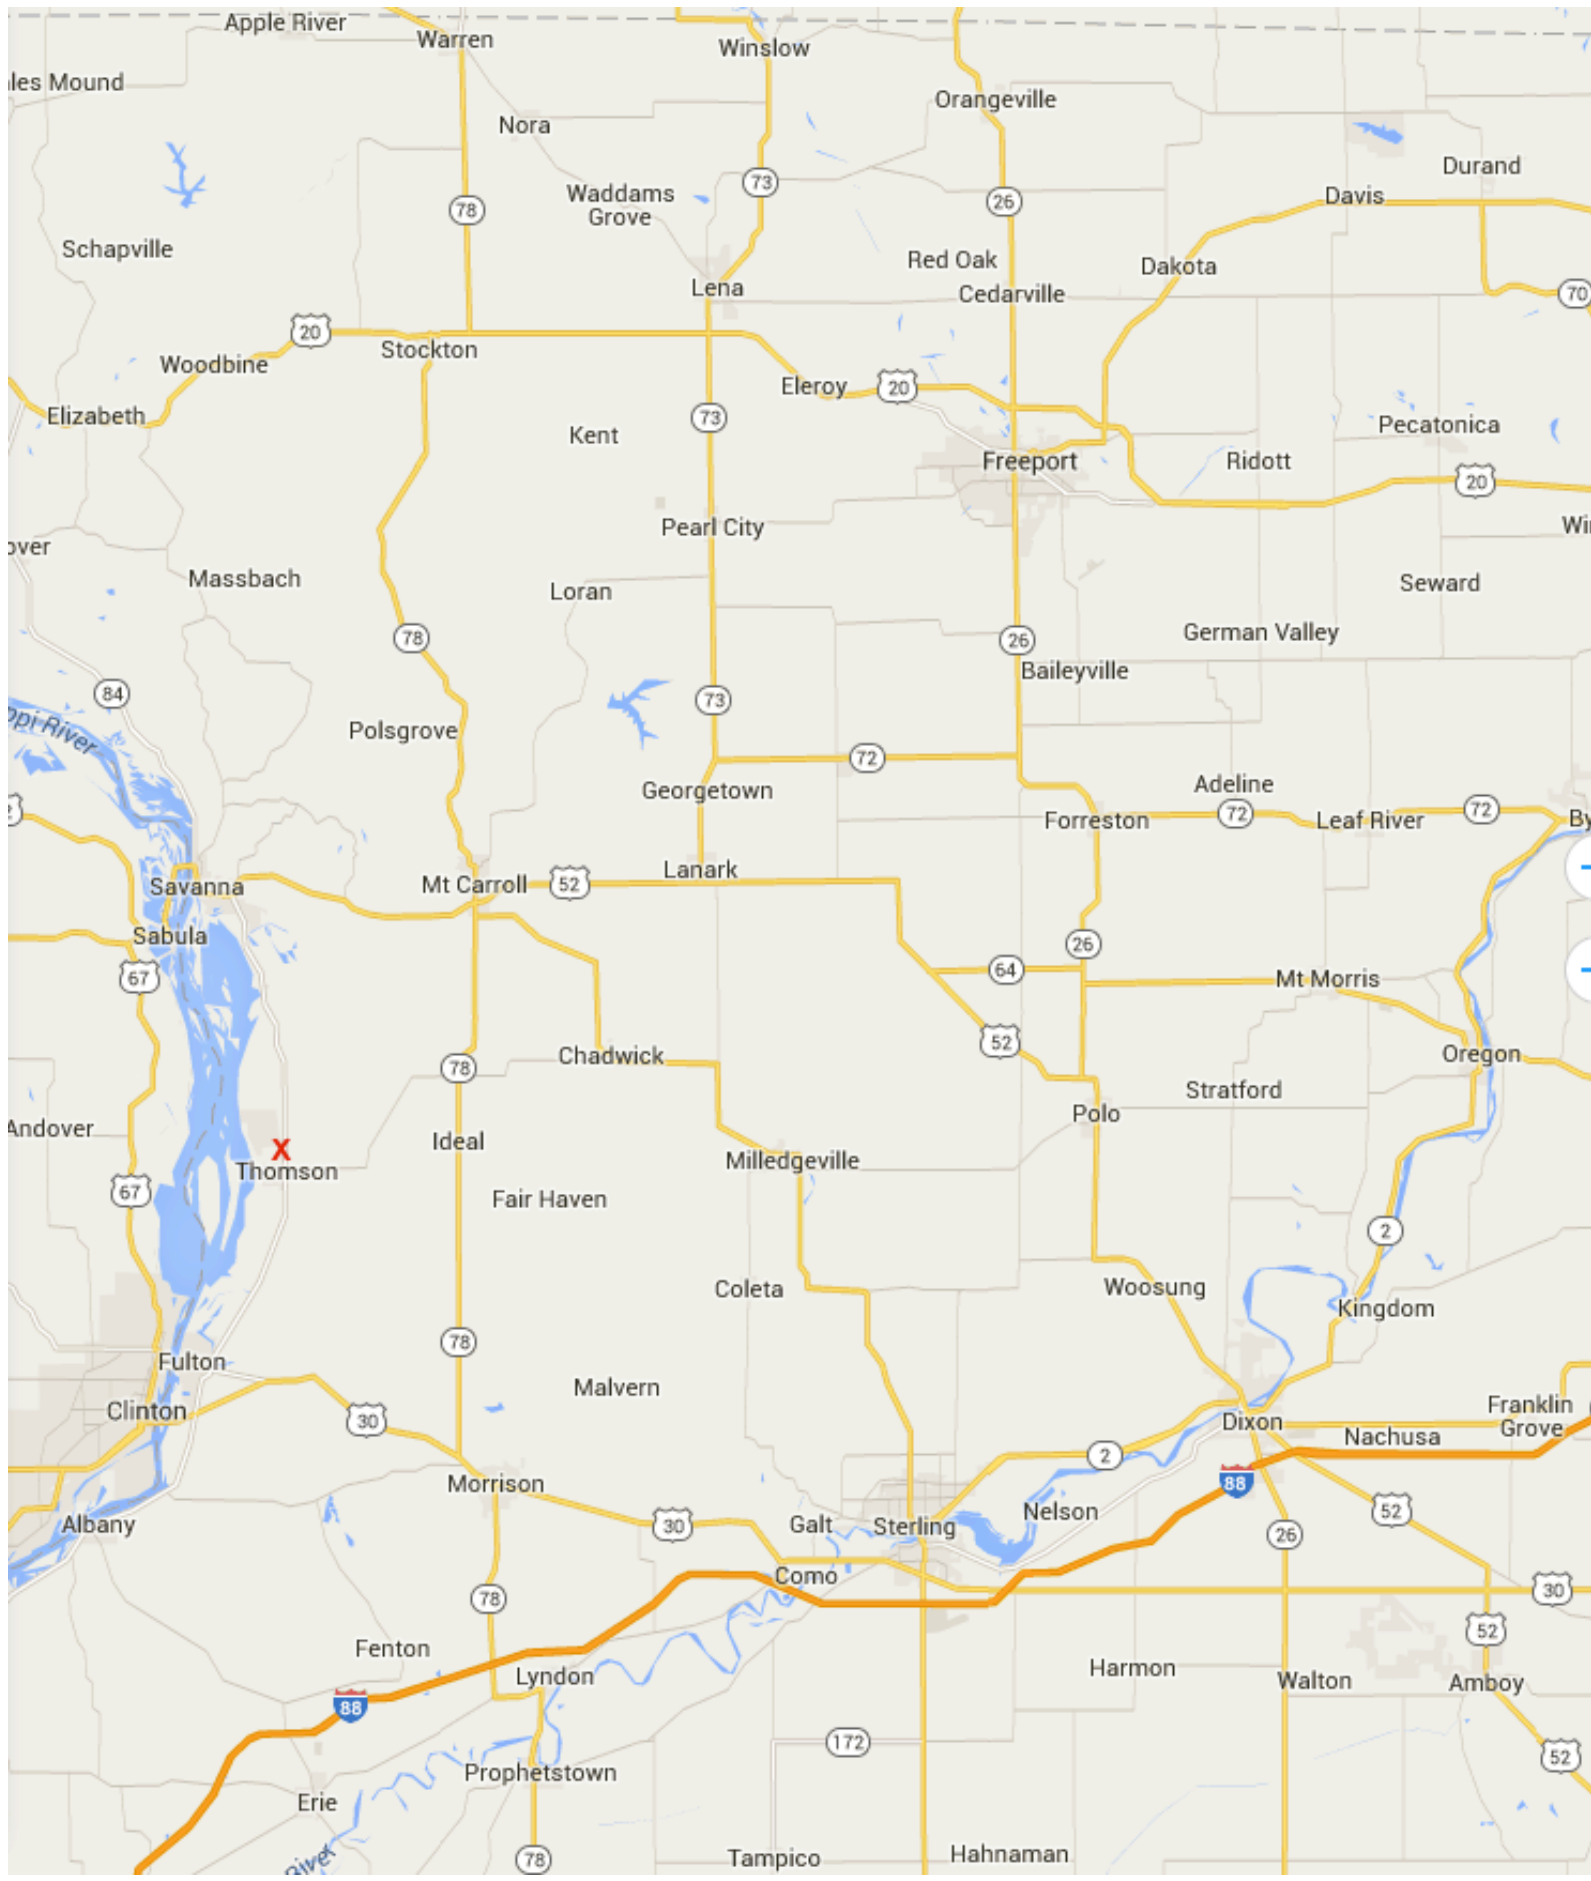 Apple River
Warren
Winslow
les Mound
Orangeville
Nora
Durand
73
Waddams
Grove
Davis
78
26
Schapville
Red Oak
Dakota
Lena
Cedarville
70
20
Woodbine
Stockton
Eleroy
20
Elizabeth
73
Kent
Pecatonica
Freeport
Ridott
20
Pearl City
Wi
over
Massbach
Loran
Seward
78
26
German Valley
Baileyville
84
73
ppi River
Polsgrove
72
Georgetown
Adeline
72
Forreston
72
Leaf River
By
Savanna
Mt Carroll
52
Lanark
Sabula
26
67
64
Mt Morris
52
78
Chadwick
Oregon
Stratford
Andover
Ideal
Polo
X
Thomson
Milledgeville
67
Fair Haven
2
Coleta
Woosung
Kingdom
78
Fulton
Malvern
Clinton
30
Dixon
Franklin
Grove
Nachusa
2
Morrison
88
Albany
30
Galt
Sterling
Nelson
52
26
Como
30
78
52
Fenton
Lyndon
Harmon
Walton
Amboy
88
172
52
Prophetstown
Erie
River
78
Tampico
Hahnaman